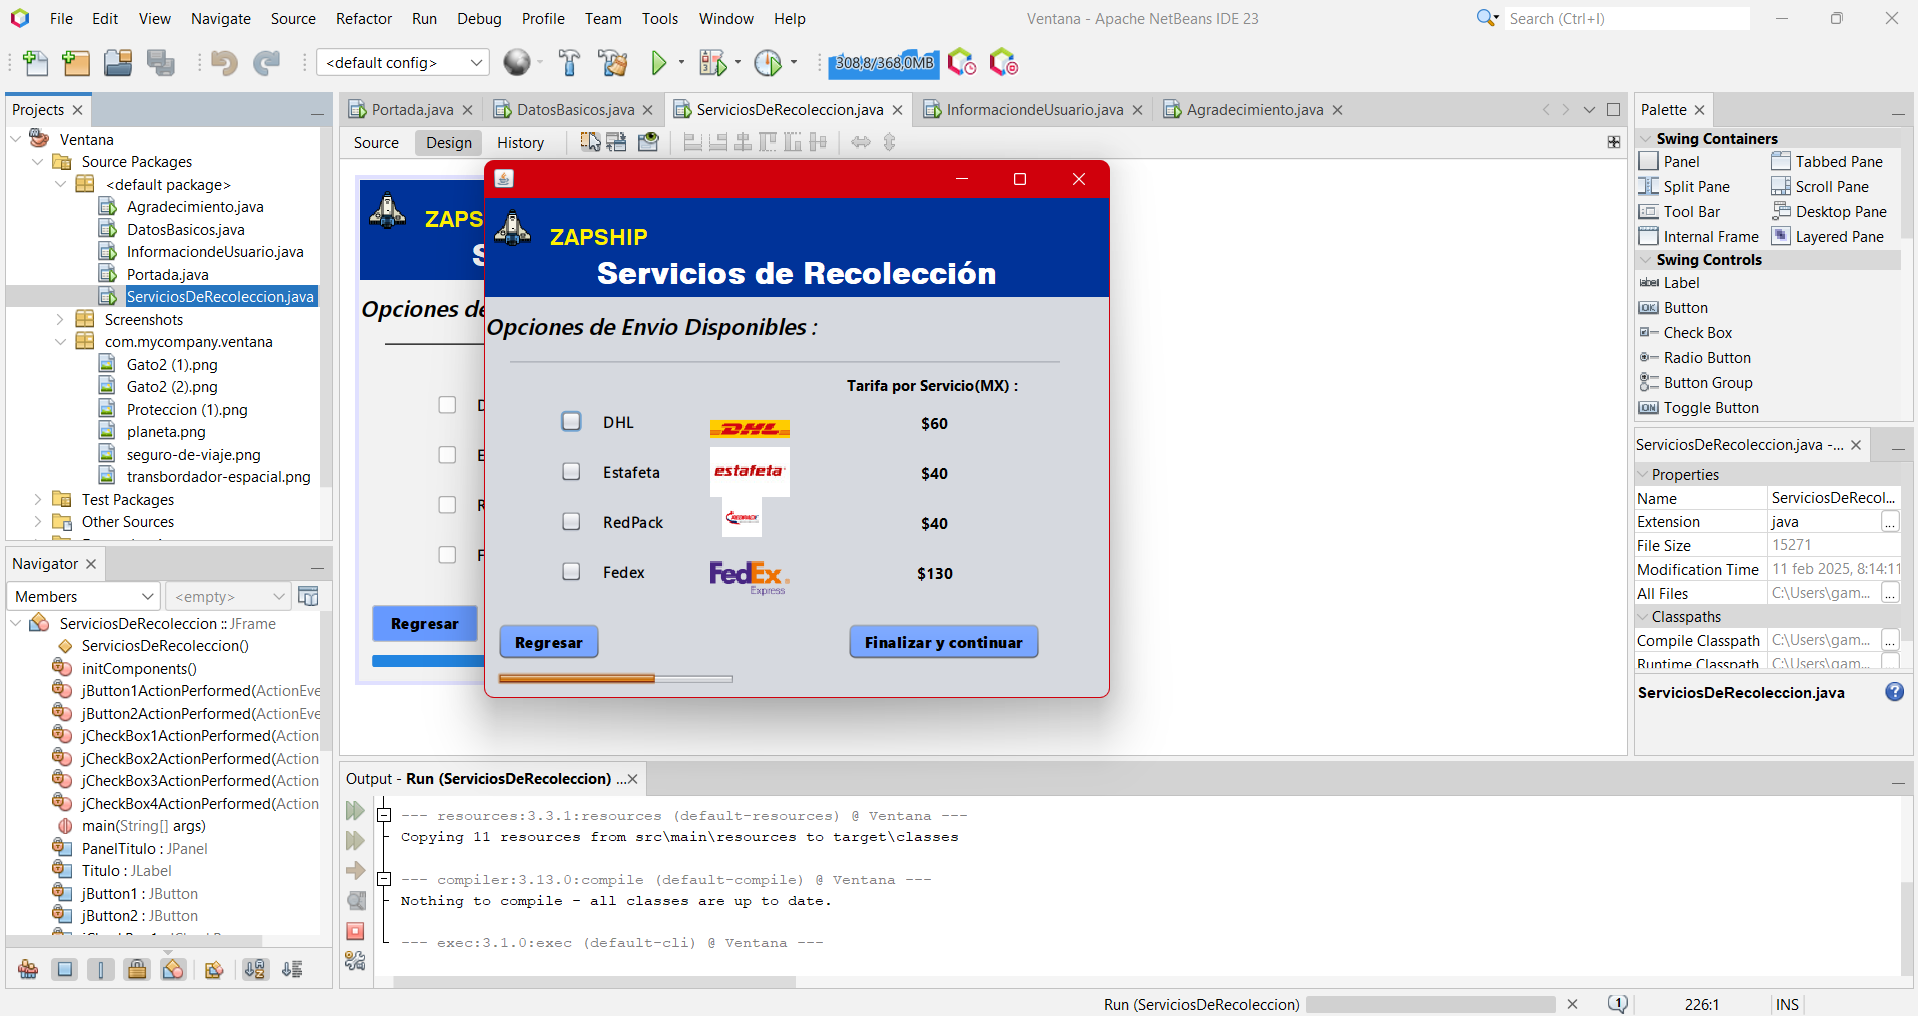 File Edit View Navigate Source Refactor Run Debug Profile Team Tools Window Help
Ventana - Apache NetBeans IDE 23
Search (Ctrl+I)
<default config>
308,8/368,0MB
Projects
Portada.java
DatosBasicos.java
ServiciosDeRecoleccion.java
InformaciondeUsuario.java
Agradecimiento.java
Source Design History
Ventana
Source Packages
<default package>
Agradecimiento.java
DatosBasicos.java
InformaciondeUsuario.java
Portada.java
ServiciosDeRecoleccion.java
Screenshots
com.mycompany.ventana
Gato2 (1).png
Gato2 (2).png
Proteccion (1).png
planeta.png
seguro-de-viaje.png
transbordador-espacial.png
Test Packages
Other Sources
Navigator
Members
<empty>
ServiciosDeRecoleccion :: JFrame
ServiciosDeRecoleccion()
initComponents()
jButton1ActionPerformed(ActionEve
jButton2ActionPerformed(ActionEve
jCheckBox1ActionPerformed(Action
jCheckBox2ActionPerformed(Action
jCheckBox3ActionPerformed(Action
jCheckBox4ActionPerformed(Action
main(String[] args)
PanelTitulo : JPanel
Titulo : JLabel
jButton1 : JButton
jButton2 : JButton
ZAPS
S
Opciones de
Regresar
ZAPSHIP
Servicios de Recolección
Opciones de Envio Disponibles :
Tarifa por Servicio(MX) :
DHL DHL $60
Estafeta estafeta $40
RedPack REDPACK $40
Fedex FedEx Express $130
Regresar
Finalizar y continuar
Output - Run (ServiciosDeRecoleccion) ...
--- resources:3.3.1:resources (default-resources) @ Ventana ---
Copying 11 resources from src\main\resources to target\classes
--- compiler:3.13.0:compile (default-compile) @ Ventana ---
Nothing to compile - all classes are up to date.
--- exec:3.1.0:exec (default-cli) @ Ventana ---
Palette
Swing Containers
Panel Tabbed Pane
Split Pane Scroll Pane
Tool Bar Desktop Pane
Internal Frame Layered Pane
Swing Controls
label Label
OK Button
Check Box
Radio Button
Button Group
ON Toggle Button
ServiciosDeRecoleccion.java -...
Properties
Name ServiciosDeRecol...
Extension java ...
File Size 15271
Modification Time 11 feb 2025, 8:14:11
All Files C:\Users\gam... ...
Classpaths
Compile Classpath C:\Users\gam... ...
Runtime Classpath C:\Users\gam... ...
ServiciosDeRecoleccion.java
Run (ServiciosDeRecoleccion)
1
226:1
INS